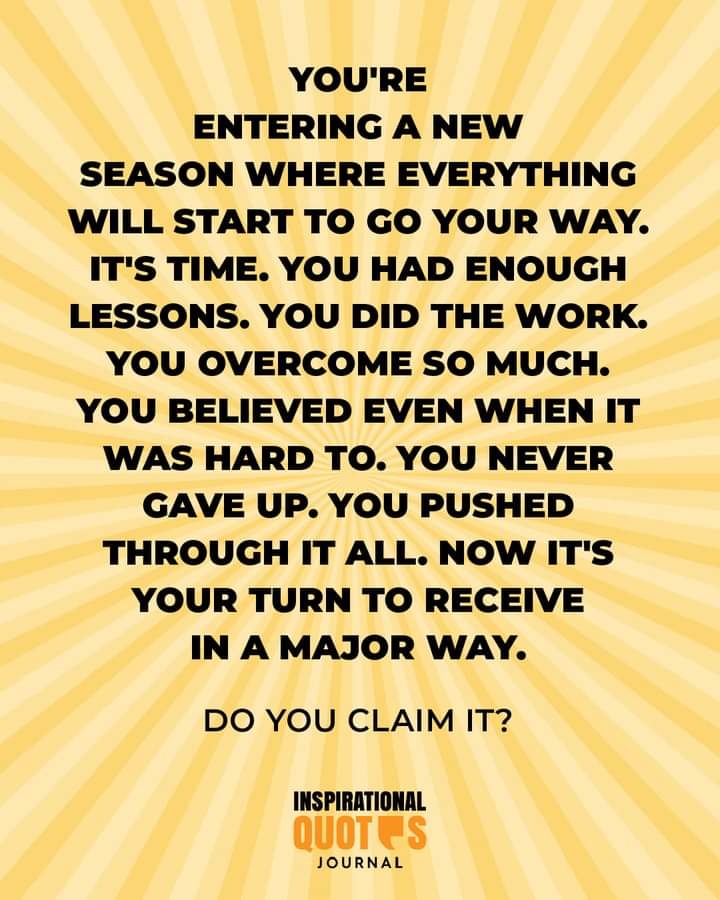 YOU'RE
ENTERING A NEW
SEASON WHERE EVERYTHING
WILL START TO GO YOUR WAY.
IT'S TIME. YOU HAD ENOUGH
LESSONS. YOU DID THE WORK.
YOU OVERCOME SO MUCH.
YOU BELIEVED EVEN WHEN IT
WAS HARD TO. YOU NEVER
GAVE UP. YOU PUSHED
THROUGH IT ALL. NOW IT'S
YOUR TURN TO RECEIVE
IN A MAJOR WAY.
DO YOU CLAIM IT?
INSPIRATIONAL
QUOTES
JOURNAL